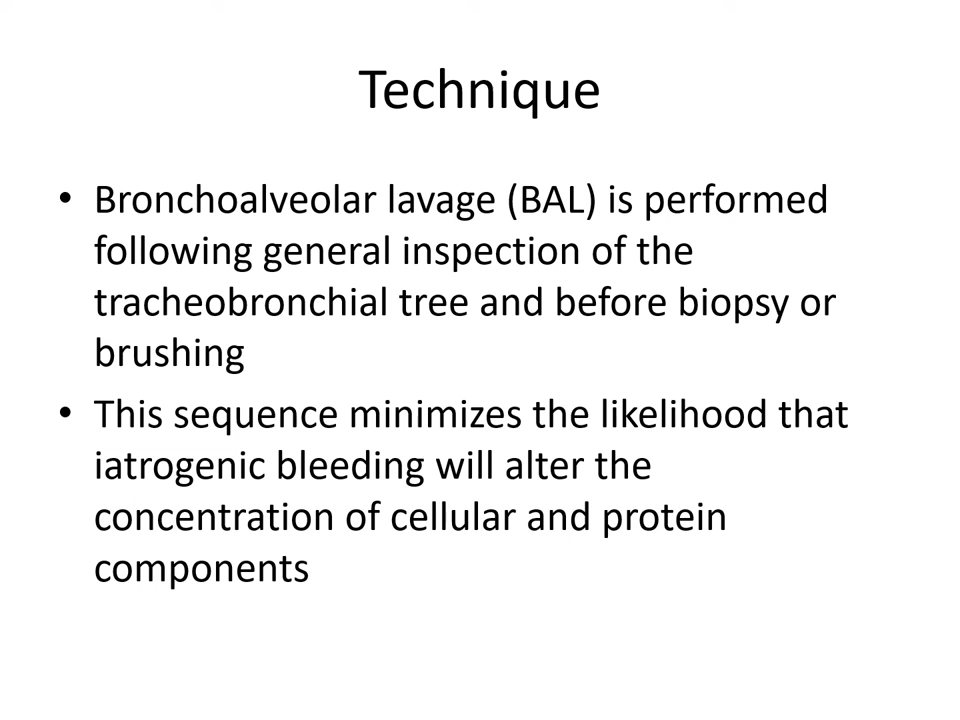 Technique
• Bronchoalveolar lavage (BAL) is performed
following general inspection of the
tracheobronchial tree and before biopsy or
brushing
• This sequence minimizes the likelihood that
iatrogenic bleeding will alter the
concentration of cellular and protein
components